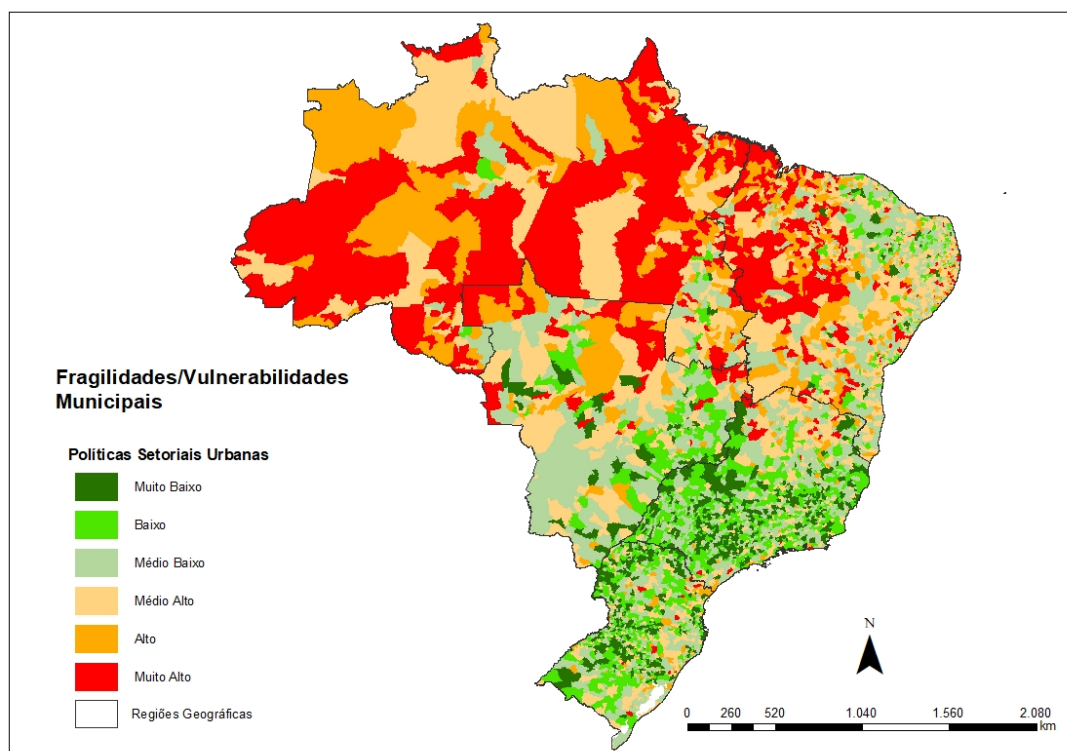 Fragilidades/Vulnerabilidades
Municipais
Políticas Setoriais Urbanas
Muito Baixo
Baixo
Médio Baixo
Médio Alto
Alto
Muito Alto
Regiões Geográficas
N
0 260 520 1.040 1.560 2.080
km